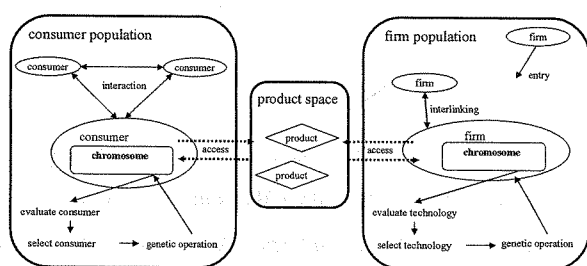 consumer population
consumer
consumer
interaction
consumer
chromosome
evaluate consumer
select consumer
genetic operation
access
product space
product
product
access
firm population
firm
entry
firm
interlinking
firm
chromosome
evaluate technology
select technology
genetic operation